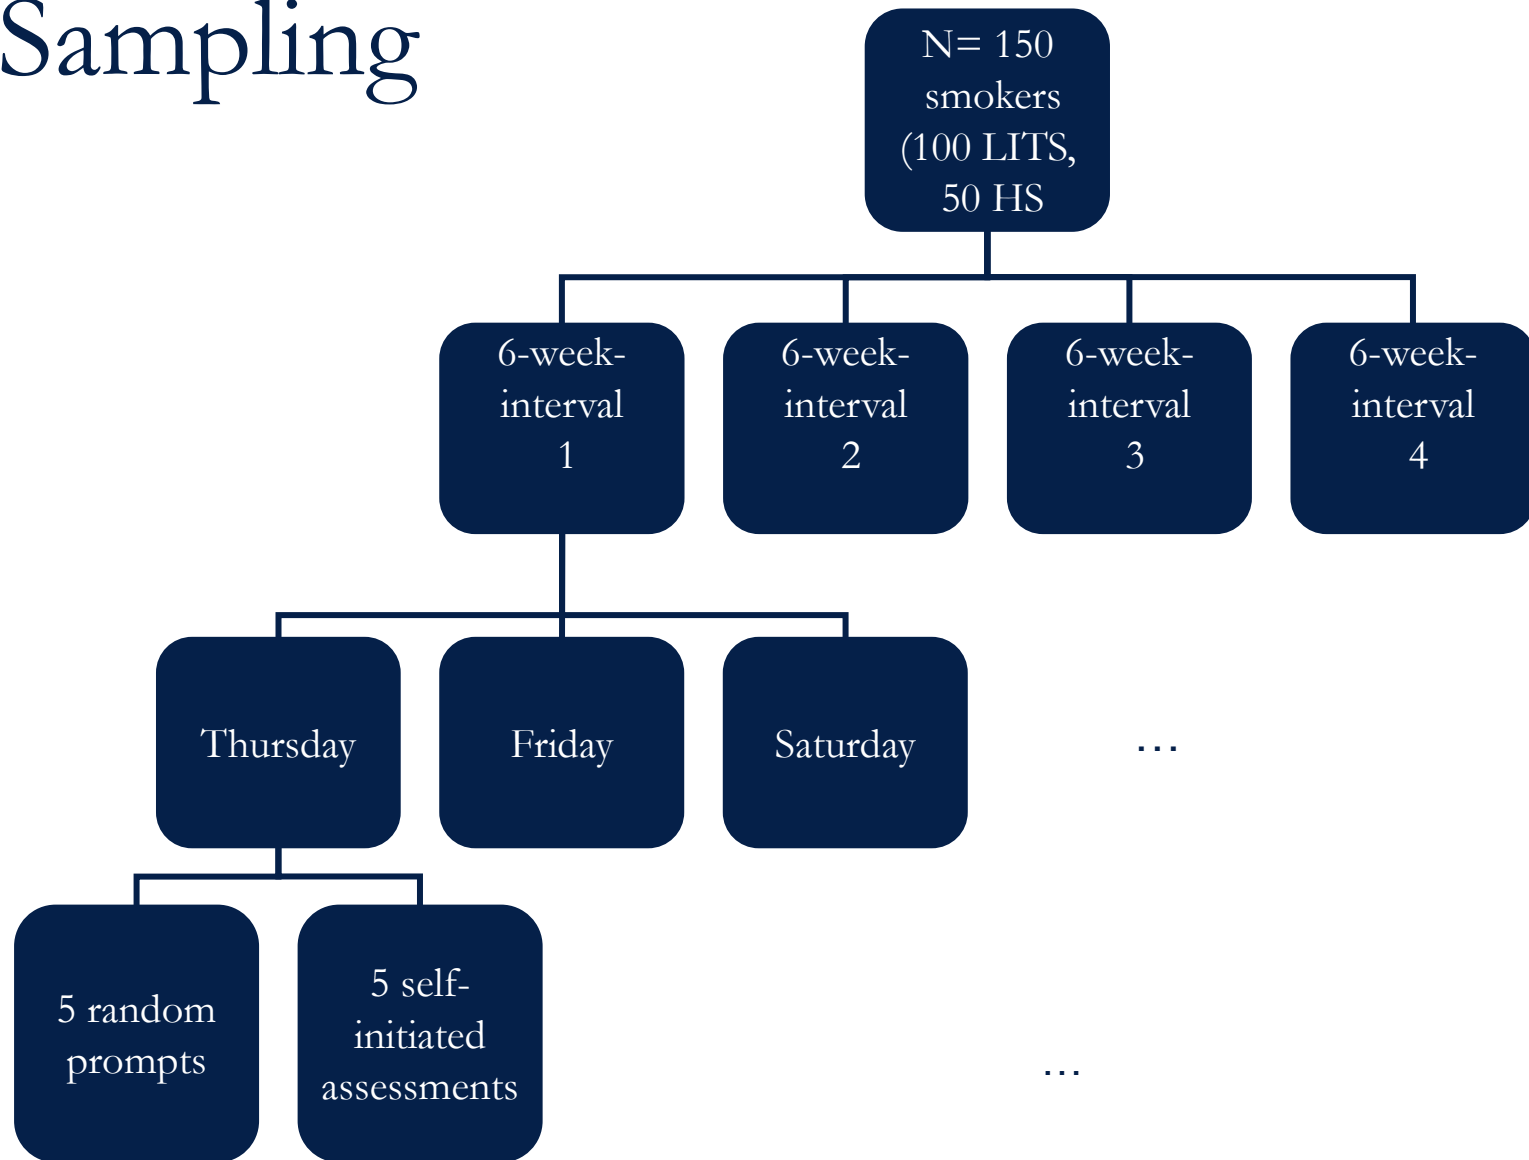 Sampling
N= 150
smokers
(100 LITS,
50 HS
6-week-
interval
1
6-week-
interval
2
6-week-
interval
3
6-week-
interval
4
Thursday
Friday
Saturday
...
5 random
prompts
5 self-
initiated
assessments
...